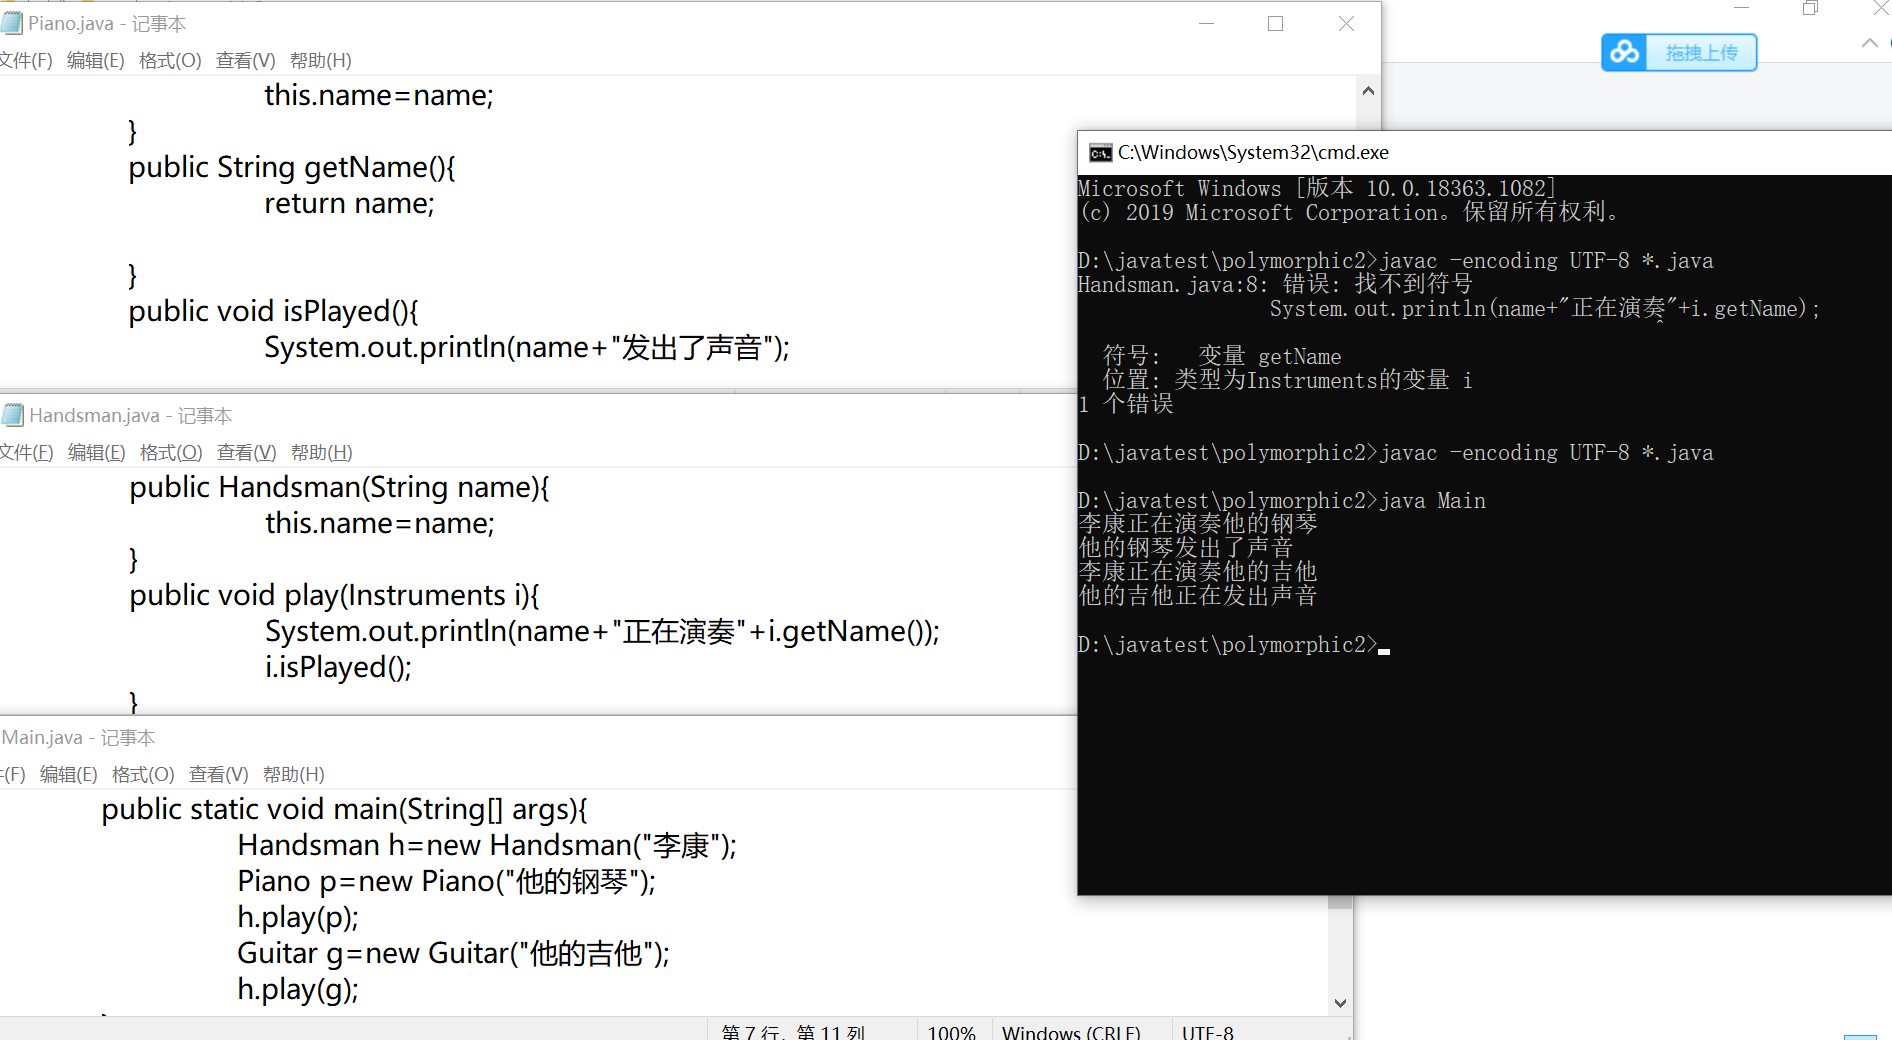 Piano.java - 记事本
文件(F) 编辑(E) 格式(O) 查看(V) 帮助(H)
this.name=name;
}
public String getName(){
return name;
}
public void isPlayed(){
System.out.println(name+"发出了声音");
Handsman.java - 记事本
文件(F) 编辑(E) 格式(O) 查看(V) 帮助(H)
public Handsman(String name){
this.name=name;
}
public void play(Instruments i){
System.out.println(name+"正在演奏"+i.getName());
i.isPlayed();
}
Main.java - 记事本
(F) 编辑(E) 格式(O) 查看(V) 帮助(H)
public static void main(String[] args){
Handsman h=new Handsman("李康");
Piano p=new Piano("他的钢琴");
h.play(p);
Guitar g=new Guitar("他的吉他");
h.play(g);
第 7 行，第 11 列 100% Windows (CRLF) UTF-8
拖拽上传
C:\Windows\System32\cmd.exe
Microsoft Windows [版本 10.0.18363.1082]
(c) 2019 Microsoft Corporation。保留所有权利。
D:\javatest\polymorphic2>javac -encoding UTF-8 *.java
Handsman.java:8: 错误: 找不到符号
System.out.println(name+"正在演奏"+i.getName);
^
符号:   变量 getName
位置: 类型为Instruments的变量 i
1 个错误
D:\javatest\polymorphic2>javac -encoding UTF-8 *.java
D:\javatest\polymorphic2>java Main
李康正在演奏他的钢琴
他的钢琴发出了声音
李康正在演奏他的吉他
他的吉他正在发出声音
D:\javatest\polymorphic2>